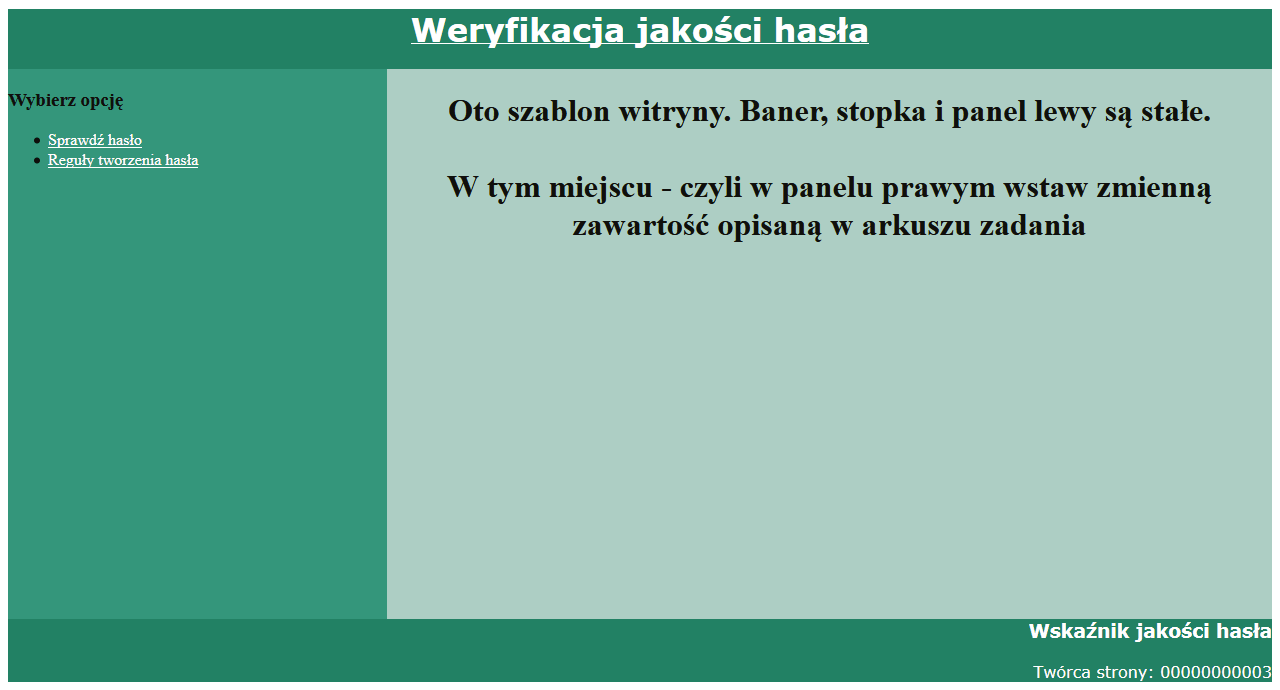 Weryfikacja jakości hasła
Wybierz opcję
Sprawdź hasło
Reguły tworzenia hasła
Oto szablon witryny. Baner, stopka i panel lewy są stałe.
W tym miejscu - czyli w panelu prawym wstaw zmienną
zawartość opisaną w arkuszu zadania
Wskaźnik jakości hasła
Twórca strony: 00000000003